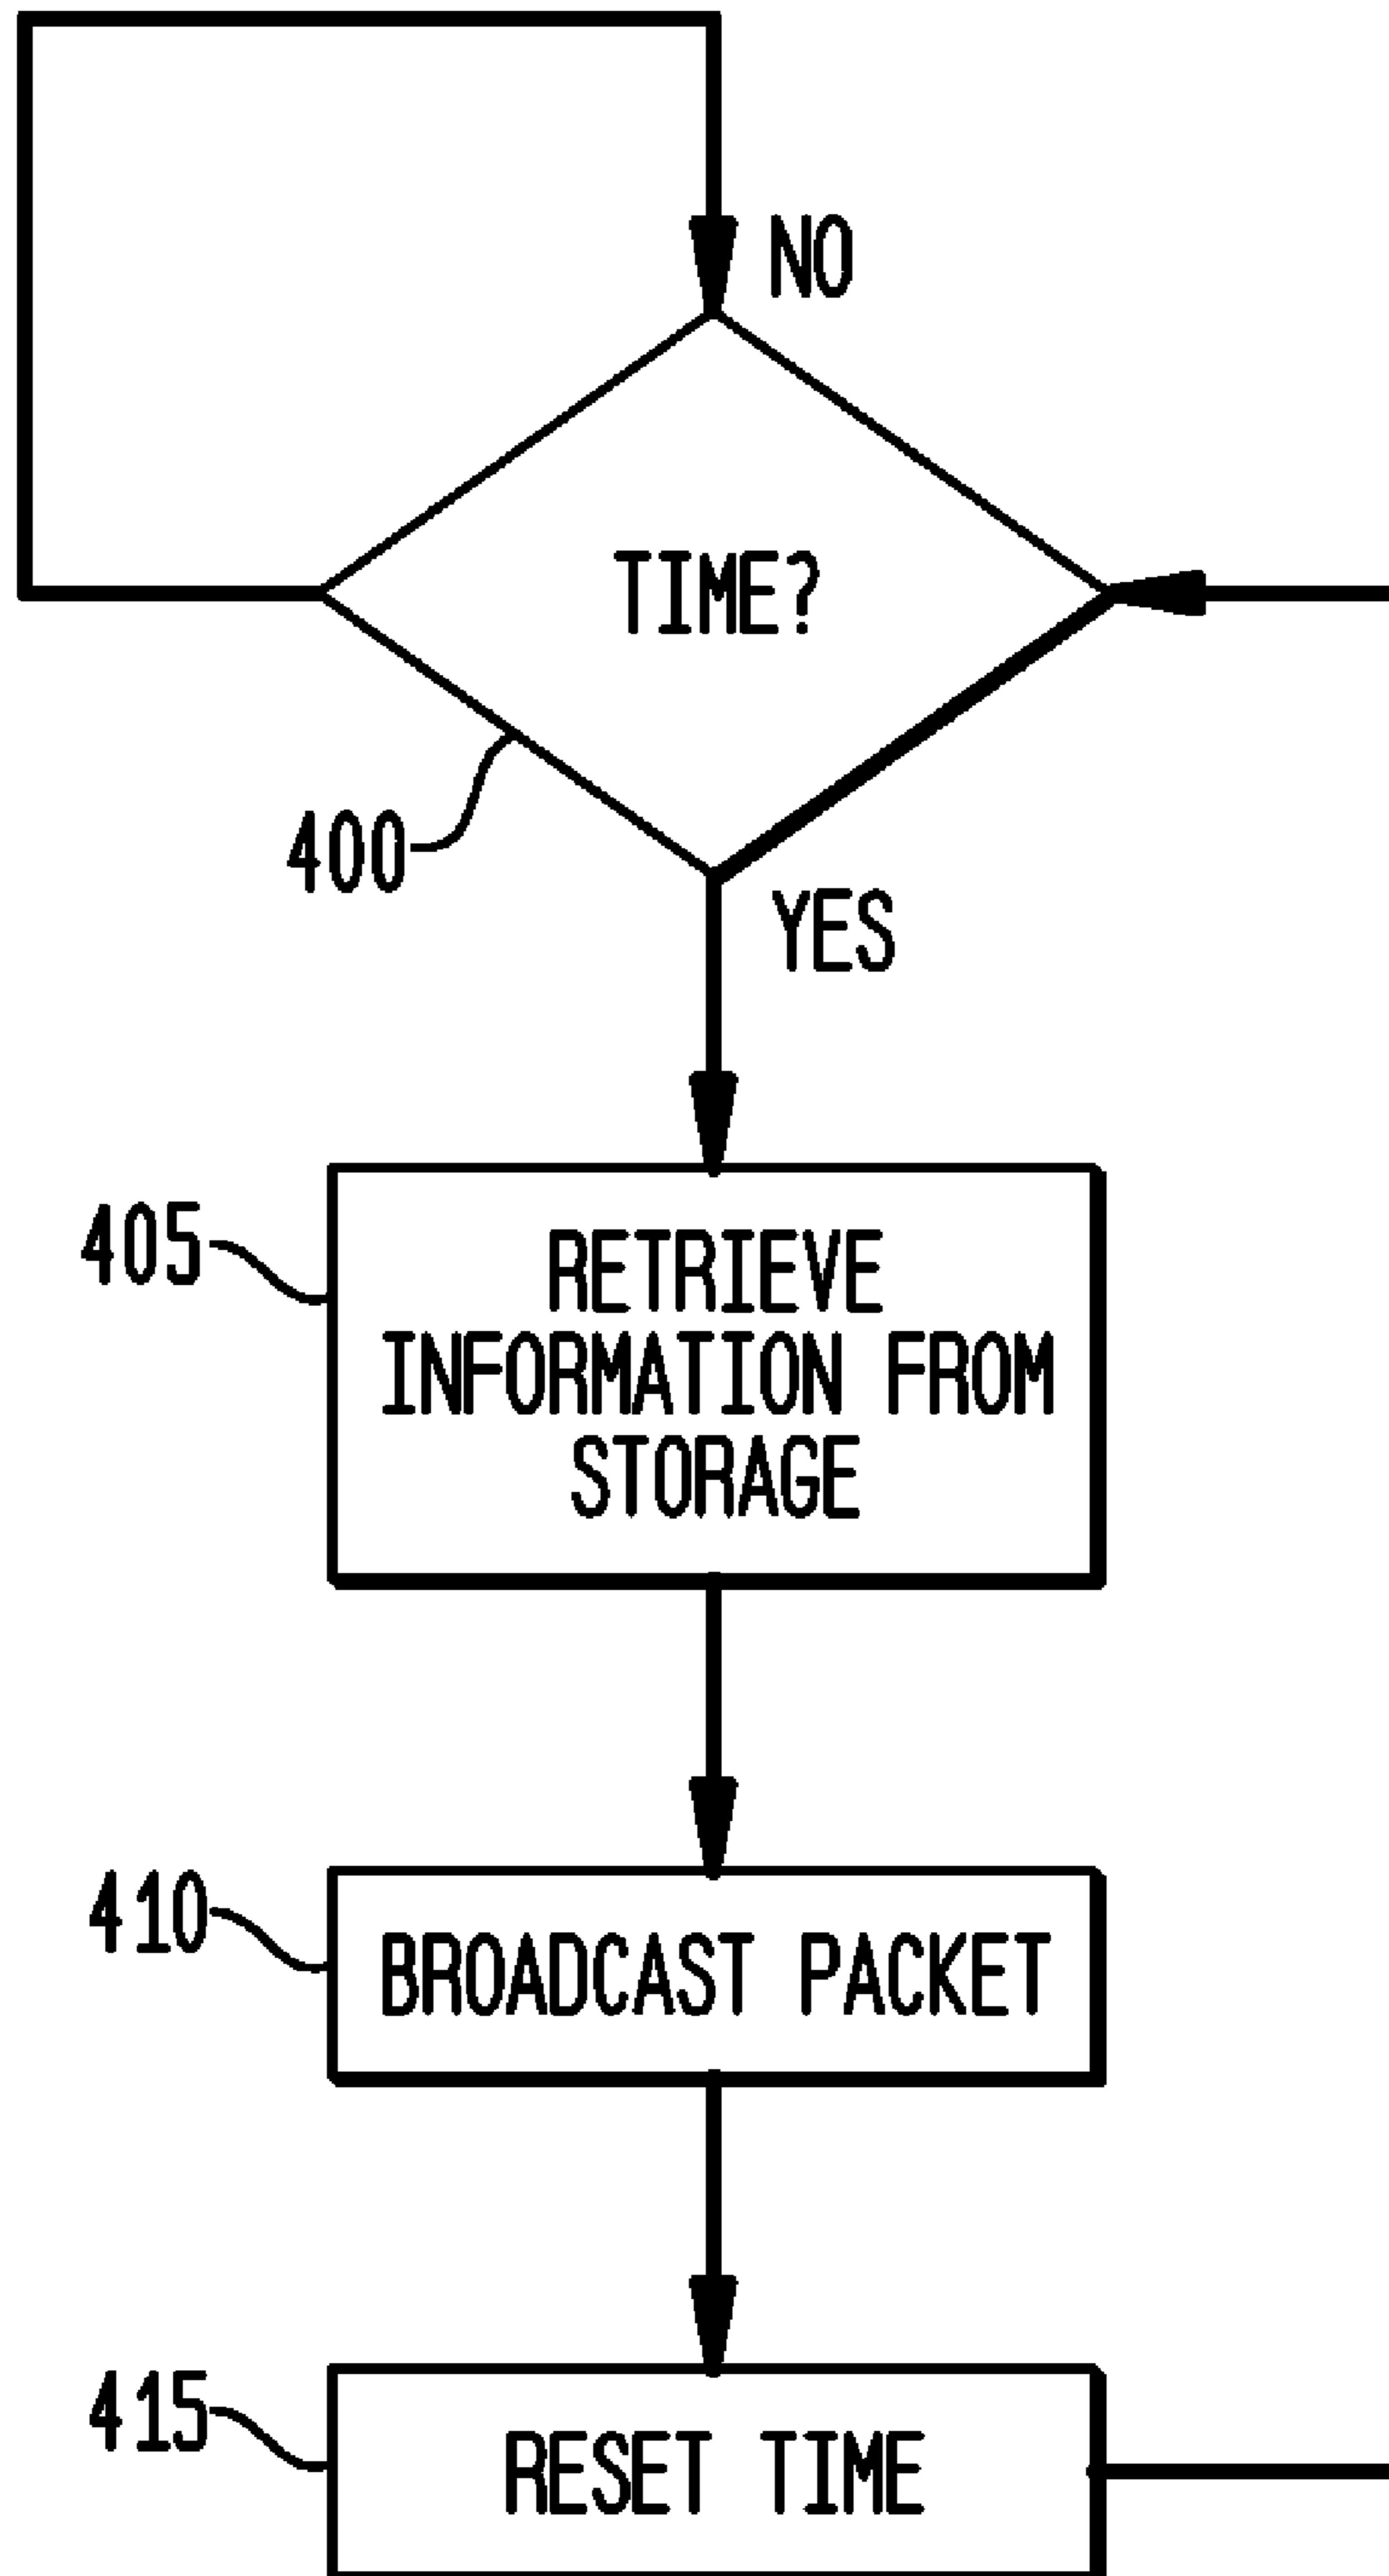 NO
TIME?
400
YES
405
RETRIEVE
INFORMATION FROM
STORAGE
410
BROADCAST PACKET
415
RESET TIME